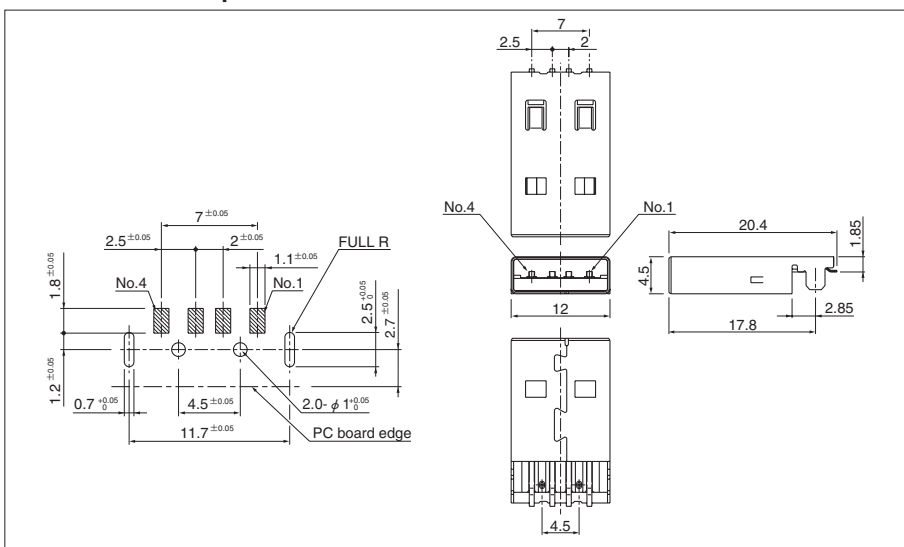 7
2.5
2
No.4
No.1
20.4
1.85
4.5
12
2.85
17.8
4.5
7 ±0.05
2.5 ±0.05
2 ±0.05
FULL R
1.1 ±0.05
1.8 ±0.05
No.4
No.1
2.5 +0.05 0
2.7 ±0.05
1.2 ±0.05
0.7 +0.05 0
4.5 ±0.05
2.0- φ 1 +0.05 0
11.7 ±0.05
PC board edge